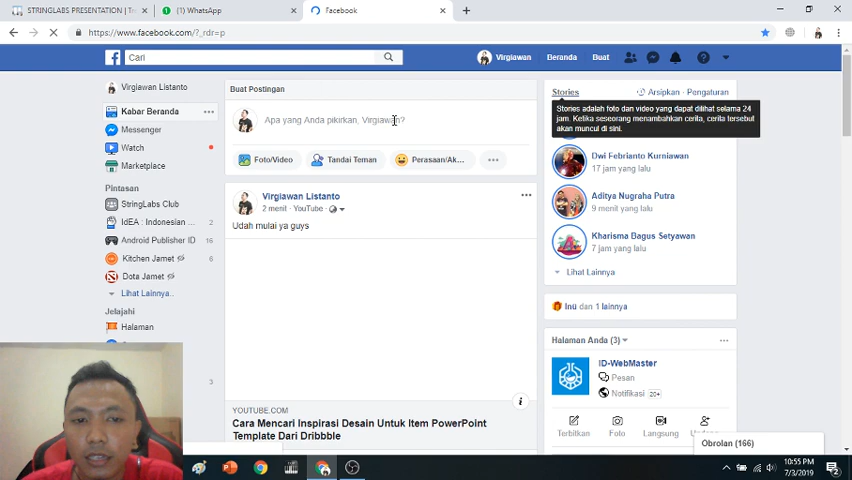 STRINGLABS PRESENTATION | T
(1) WhatsApp
Facebook
https://www.facebook.com/?_rdr=p
Cari
Virgiawan
Beranda
Buat
Virgiawan Listanto
Kabar Beranda
Messenger
Watch
Marketplace
Pintasan
StringLabs Club
IdEA : Indonesian ...
2
Android Publisher ID
16
Kitchen Jamet
6
Dota Jamet
Lihat Lainnya..
Jelajahi
Halaman
3
Buat Postingan
Apa yang Anda pikirkan, Virgiawan?
Foto/Video
Tandai Teman
Perasaan/Ak...
Virgiawan Listanto
2 menit · YouTube ·
Udah mulai ya guys
YOUTUBE.COM
Cara Mencari Inspirasi Desain Untuk Item PowerPoint
Template Dari Dribbble
Stories
Arsipkan · Pengaturan
Stories adalah foto dan video yang dapat dilihat selama 24
jam. Ketika seseorang menambahkan cerita, cerita tersebut
akan muncul di sini.
Dwi Febrianto Kurniawan
17 jam yang lalu
Aditya Nugraha Putra
9 menit yang lalu
Kharisma Bagus Setyawan
7 jam yang lalu
Lihat Lainnya
dan 1 lainnya
Halaman Anda (3)
ID-WebMaster
Pesan
Notifikasi 20+
Terbitkan
Foto
Langsung
Obrolan (166)
10:55 PM
7/3/2019
2